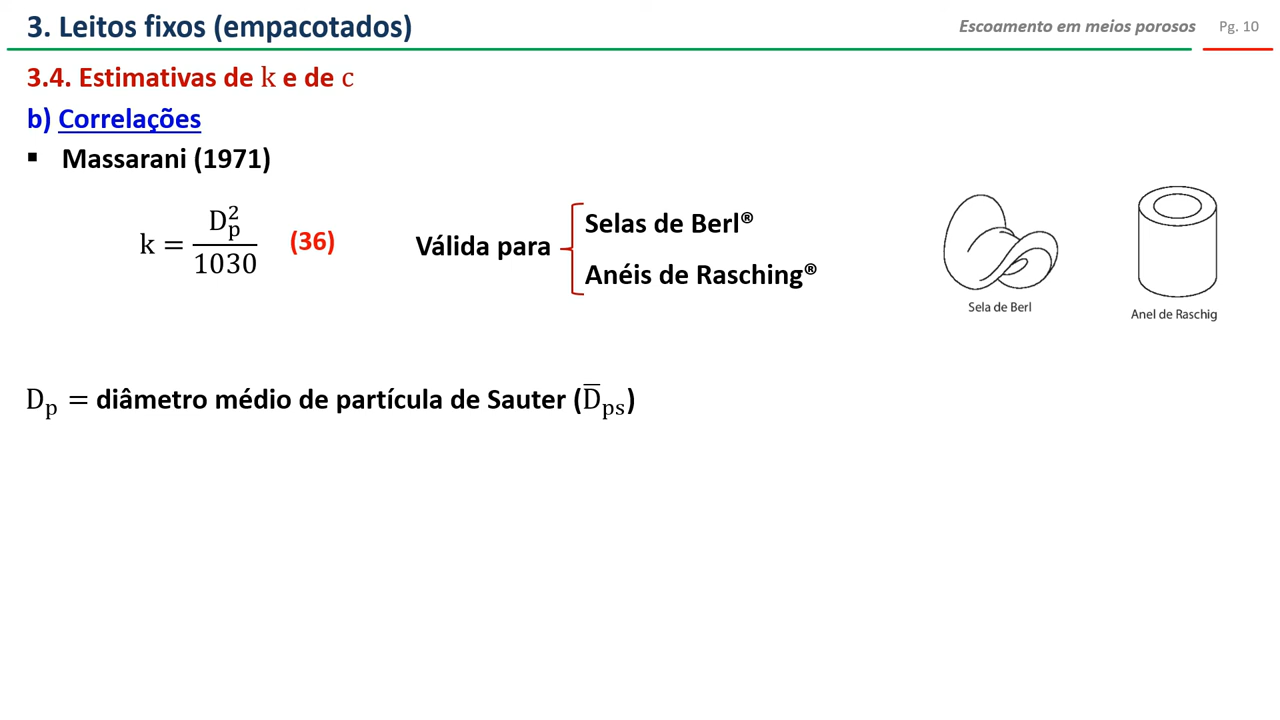 3. Leitos fixos (empacotados)
Escoamento em meios porosos
Pg. 10
3.4. Estimativas de k e de c
b) Correlações
▪ Massarani (1971)
k = D_p^2 / 1030 (36)
Válida para
Selas de Berl®
Anéis de Rasching®
Sela de Berl
Anel de Raschig
D_p = diâmetro médio de partícula de Sauter (D̅_ps)